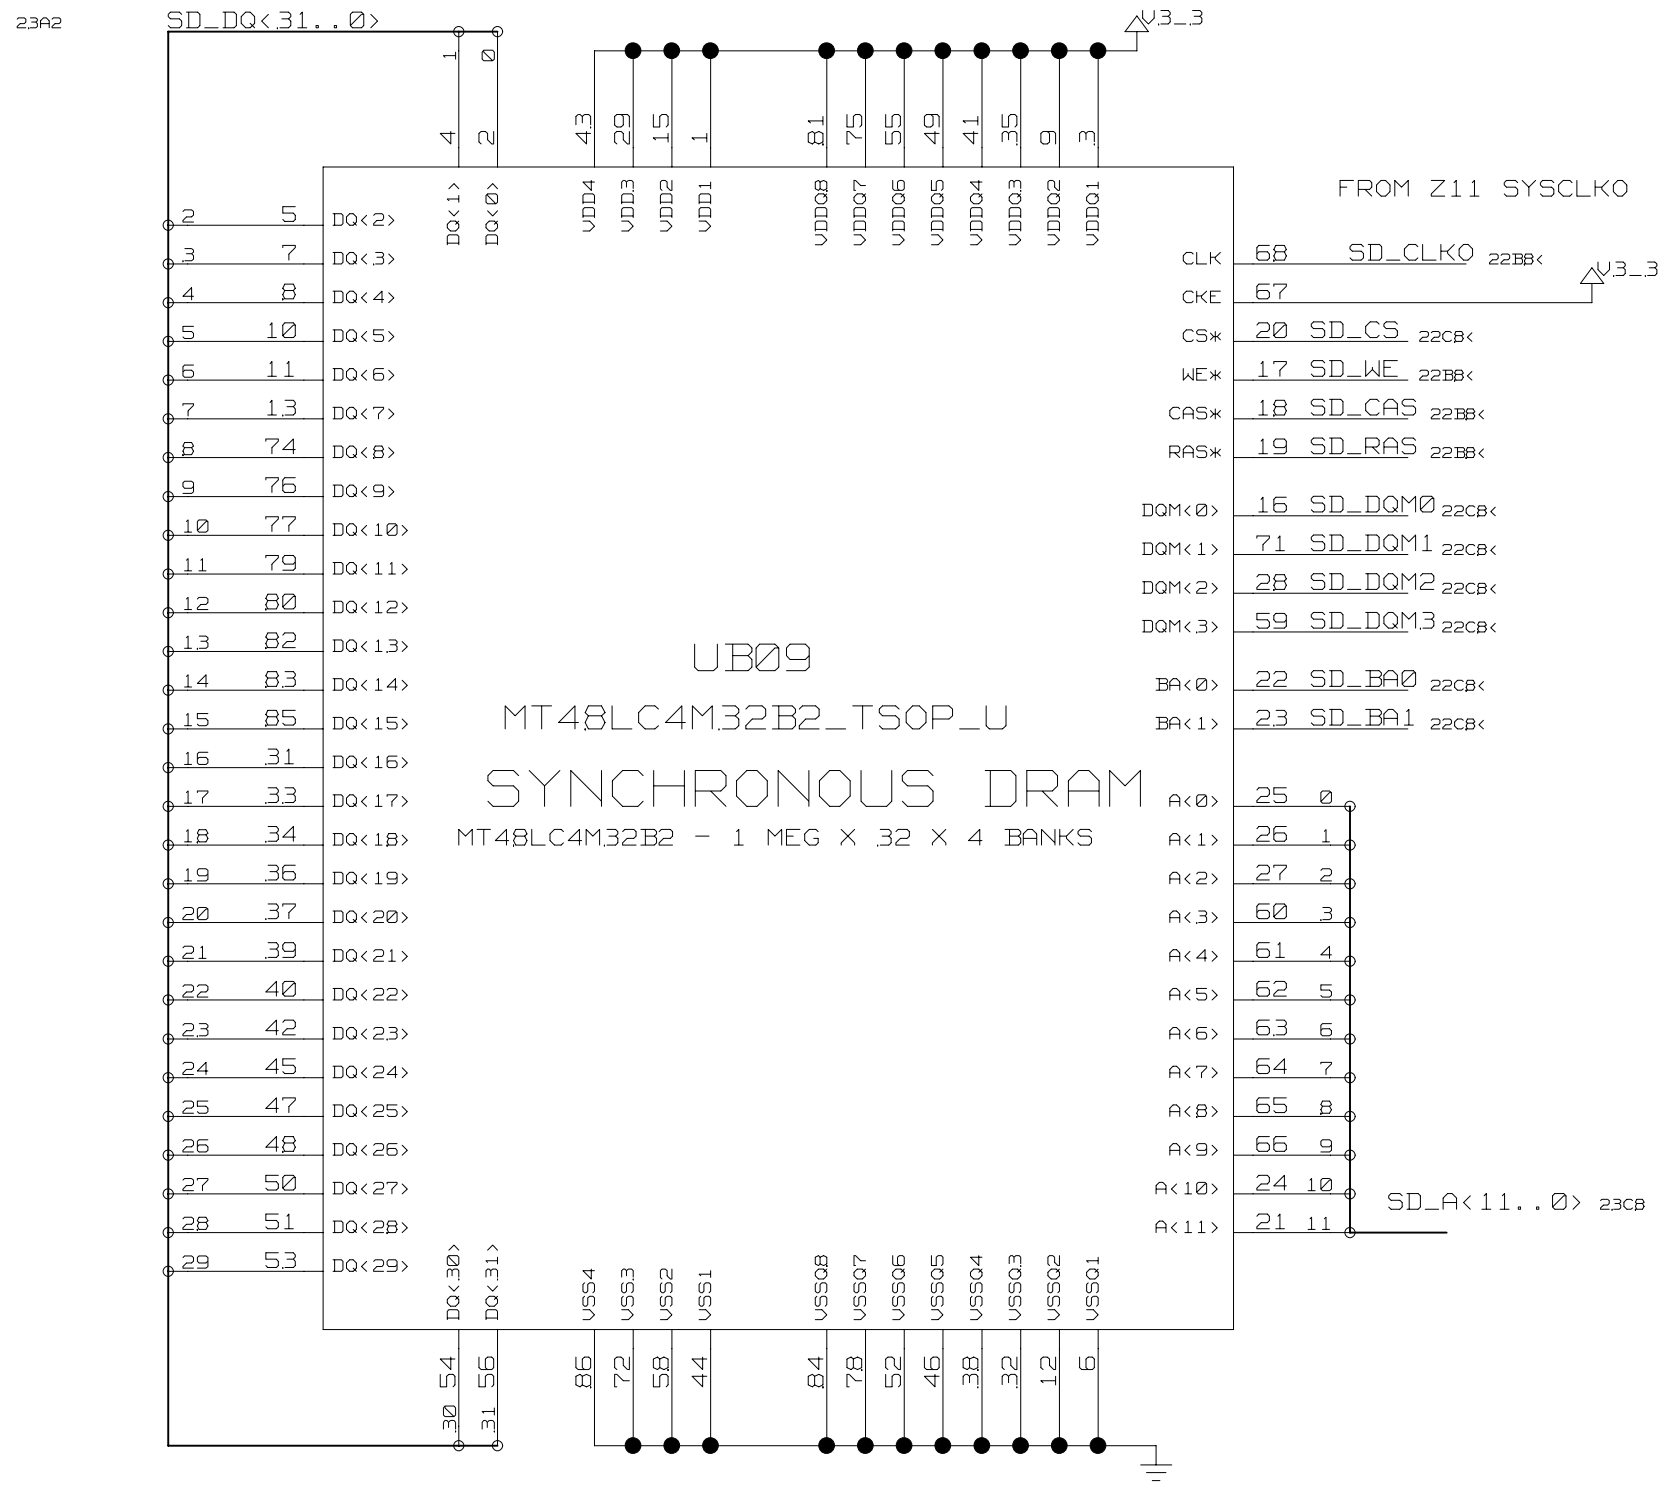 23A2
SD_DQ<31..0>
V3_3
1 0
4 2 43 29 15 1 81 75 55 49 41 35 9 3
DQ<1> DQ<0> VDD4 VDD3 VDD2 VDD1 VDDQ8 VDDQ7 VDDQ6 VDDQ5 VDDQ4 VDDQ3 VDDQ2 VDDQ1
FROM Z11 SYSCLKO
2 5 DQ<2>
3 7 DQ<3> CLK 68 SD_CLKO 22B8<
V3_3
4 8 DQ<4> CKE 67
5 10 DQ<5> CS* 20 SD_CS 22C8<
6 11 DQ<6> WE* 17 SD_WE 22B8<
7 13 DQ<7> CAS* 18 SD_CAS 22B8<
8 74 DQ<8> RAS* 19 SD_RAS 22B8<
9 76 DQ<9>
DQM<0> 16 SD_DQM0 22C8<
10 77 DQ<10>
DQM<1> 71 SD_DQM1 22C8<
11 79 DQ<11>
DQM<2> 28 SD_DQM2 22C8<
12 80 DQ<12>
DQM<3> 59 SD_DQM3 22C8<
13 82 DQ<13>
UB09
14 83 DQ<14> BA<0> 22 SD_BA0 22C8<
15 85 DQ<15> MT48LC4M32B2_TSOP_U BA<1> 23 SD_BA1 22C8<
16 31 DQ<16>
SYNCHRONOUS DRAM
17 33 DQ<17> A<0> 25 0
18 34 DQ<18> MT48LC4M32B2 - 1 MEG X 32 X 4 BANKS A<1> 26 1
19 36 DQ<19> A<2> 27 2
20 37 DQ<20> A<3> 60 3
21 39 DQ<21> A<4> 61 4
22 40 DQ<22> A<5> 62 5
23 42 DQ<23> A<6> 63 6
24 45 DQ<24> A<7> 64 7
25 47 DQ<25> A<8> 65 8
26 48 DQ<26> A<9> 66 9
27 50 DQ<27> A<10> 24 10
SD_A<11..0> 23C8
28 51 DQ<28> A<11> 21 11
29 53 DQ<29>
DQ<30> DQ<31> VSS4 VSS3 VSS2 VSS1 VSSQ8 VSSQ7 VSSQ6 VSSQ5 VSSQ4 VSSQ3 VSSQ2 VSSQ1
54 56 86 72 58 44 84 78 52 46 38 32 12 6
30 31